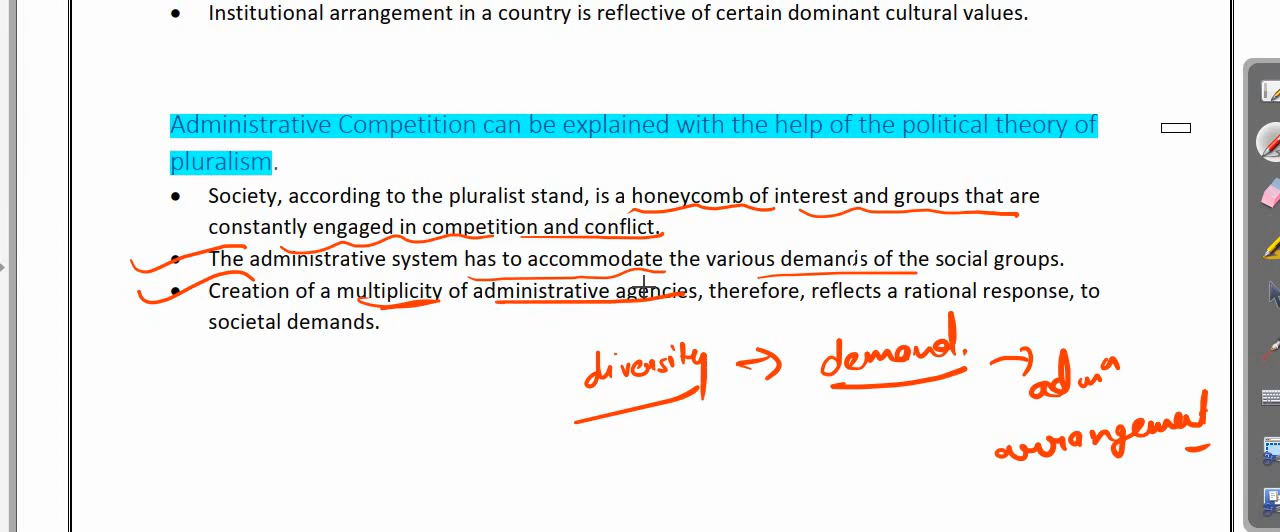 • Institutional arrangement in a country is reflective of certain dominant cultural values.
Administrative Competition can be explained with the help of the political theory of
pluralism.
• Society, according to the pluralist stand, is a honeycomb of interest and groups that are
constantly engaged in competition and conflict.
• The administrative system has to accommodate the various demands of the social groups.
• Creation of a multiplicity of administrative agencies, therefore, reflects a rational response, to
societal demands.
diversity → demand. → admn
arrangement